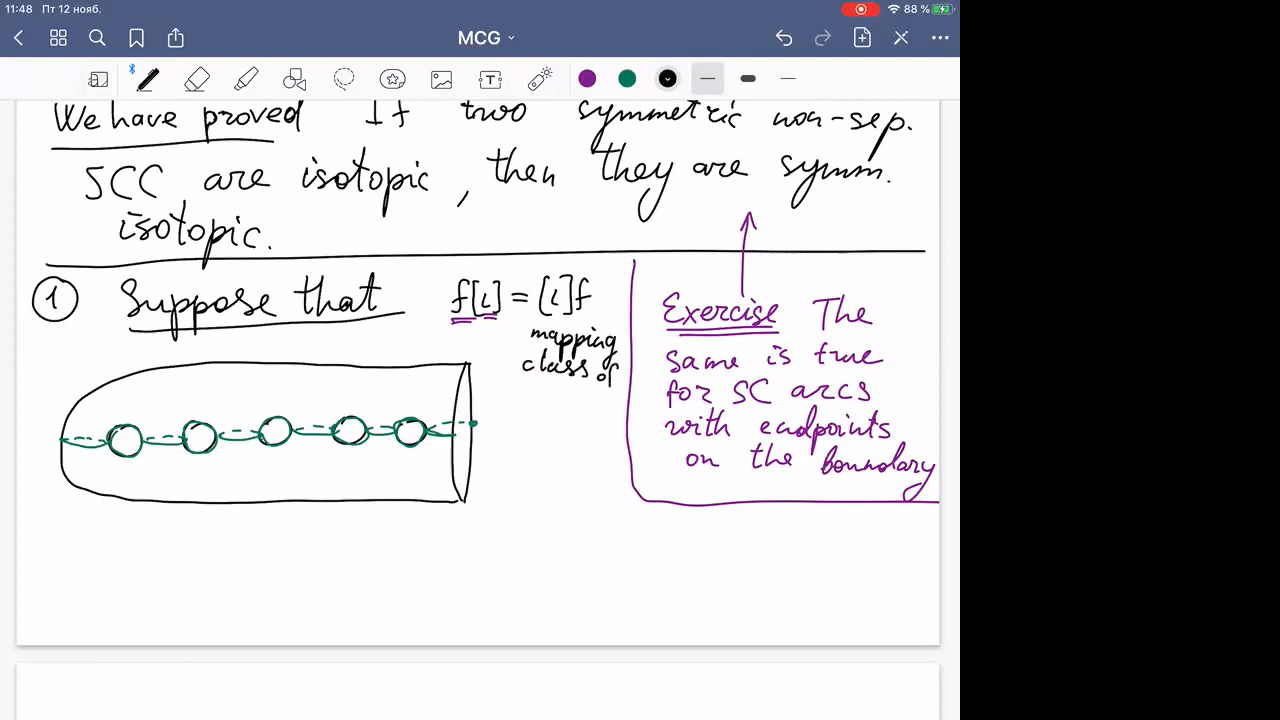 11:48 Пт 12 нояб.
88 %
MCG
We have proved If two symmetric non-sep.
SCC are isotopic, then they are symm.
isotopic.
1 Suppose that f[ι] = [ι]f
mapping
class of
Exercise The
same is true
for SC arcs
with endpoints
on the boundary